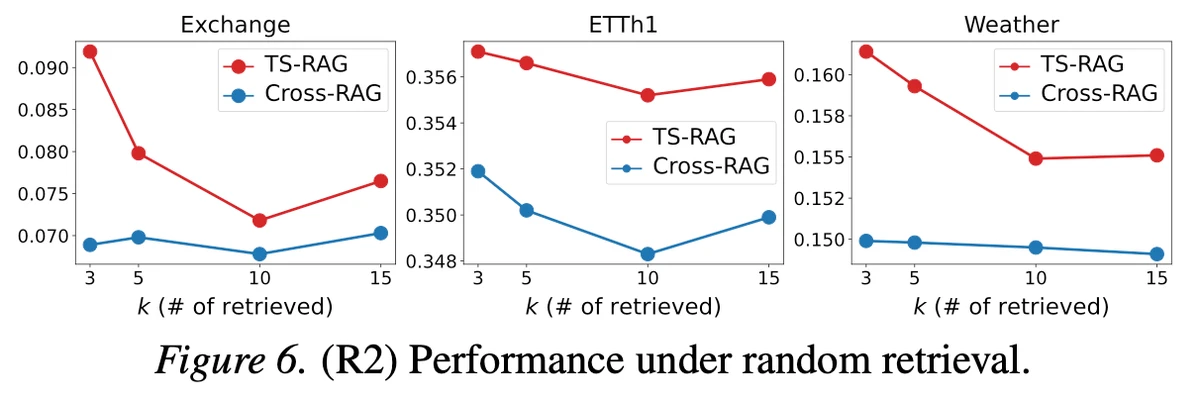 Exchange
0.090
0.085
0.080
0.075
0.070
3 5 10 15
k (# of retrieved)
TS-RAG
Cross-RAG
ETTh1
0.356
0.354
0.352
0.350
0.348
3 5 10 15
k (# of retrieved)
TS-RAG
Cross-RAG
Weather
0.160
0.158
0.155
0.152
0.150
3 5 10 15
k (# of retrieved)
TS-RAG
Cross-RAG
Figure 6. (R2) Performance under random retrieval.